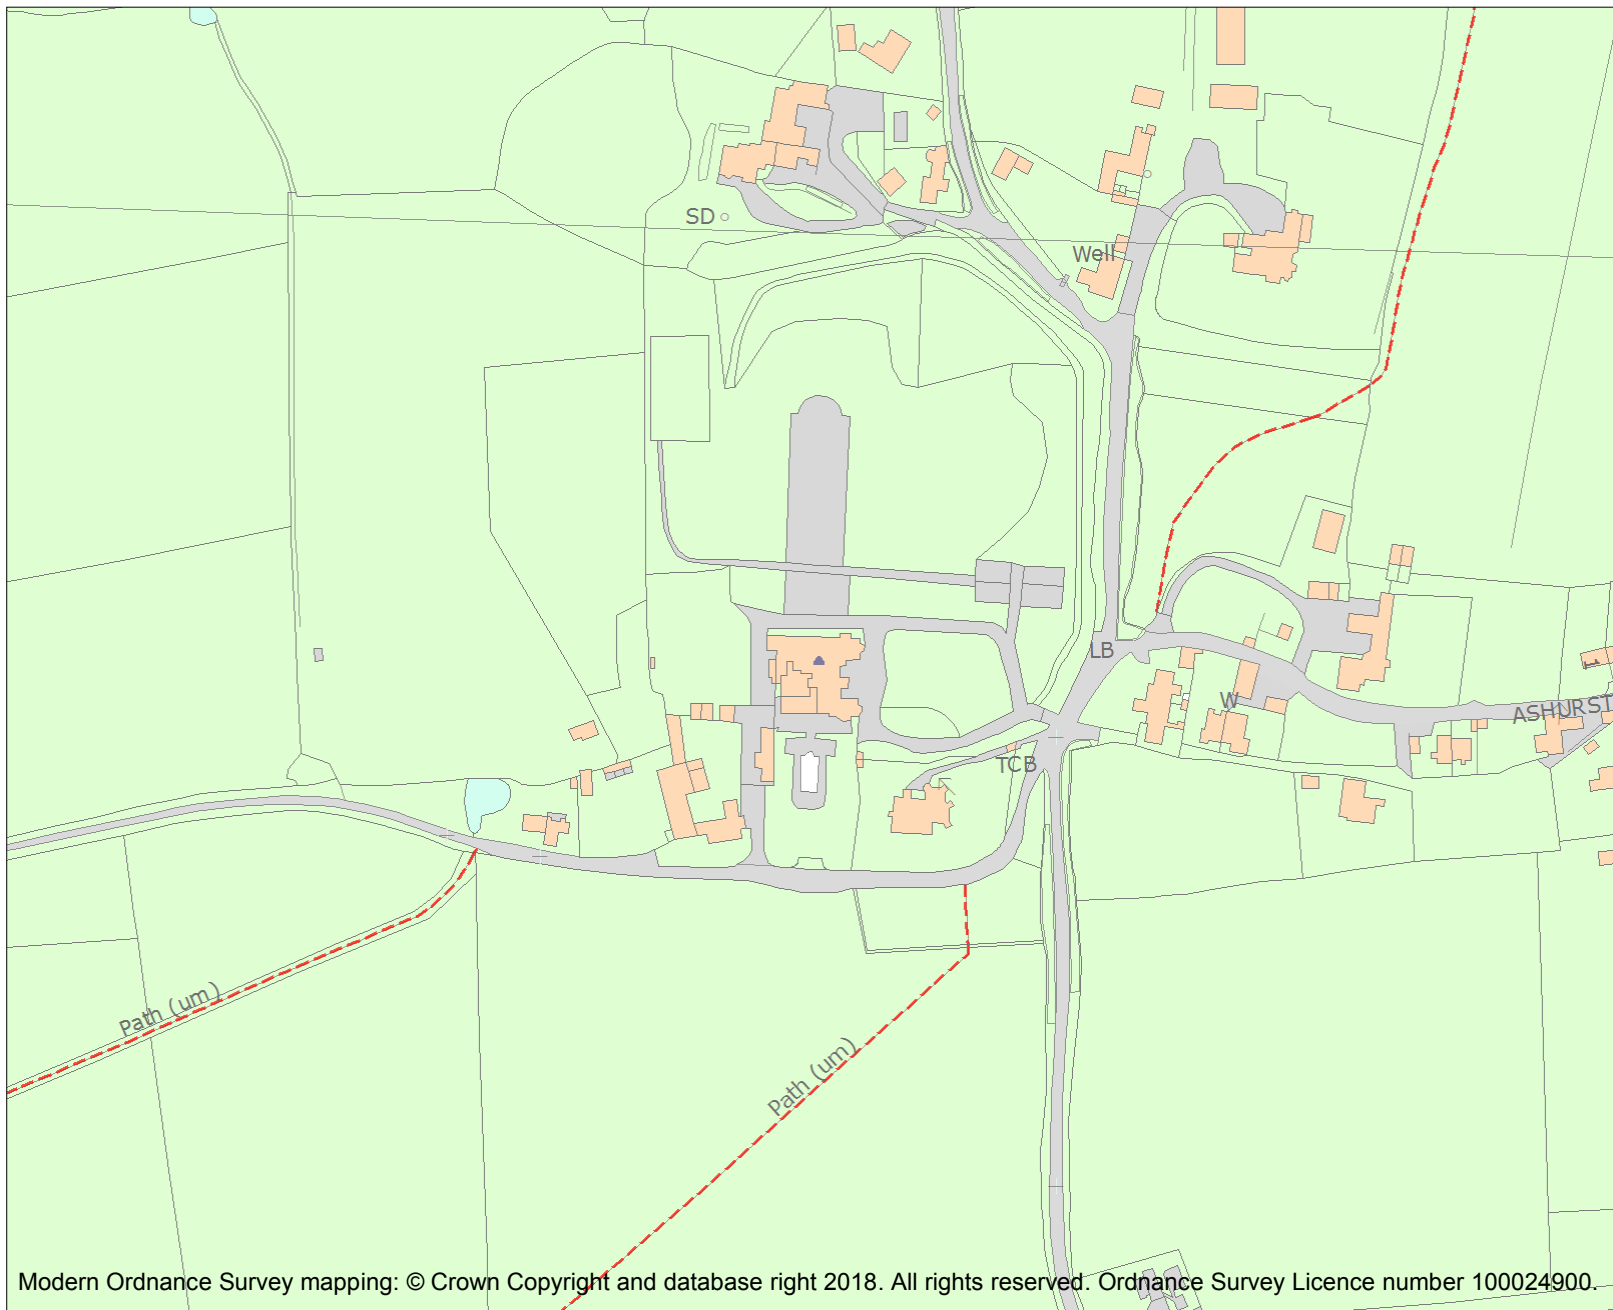 SD
Well
LB
1
W
ASHURST
TCB
Path (um)
Path (um)
Modern Ordnance Survey mapping: © Crown Copyright and database right 2018. All rights reserved. Ordnance Survey Licence number 100024900.